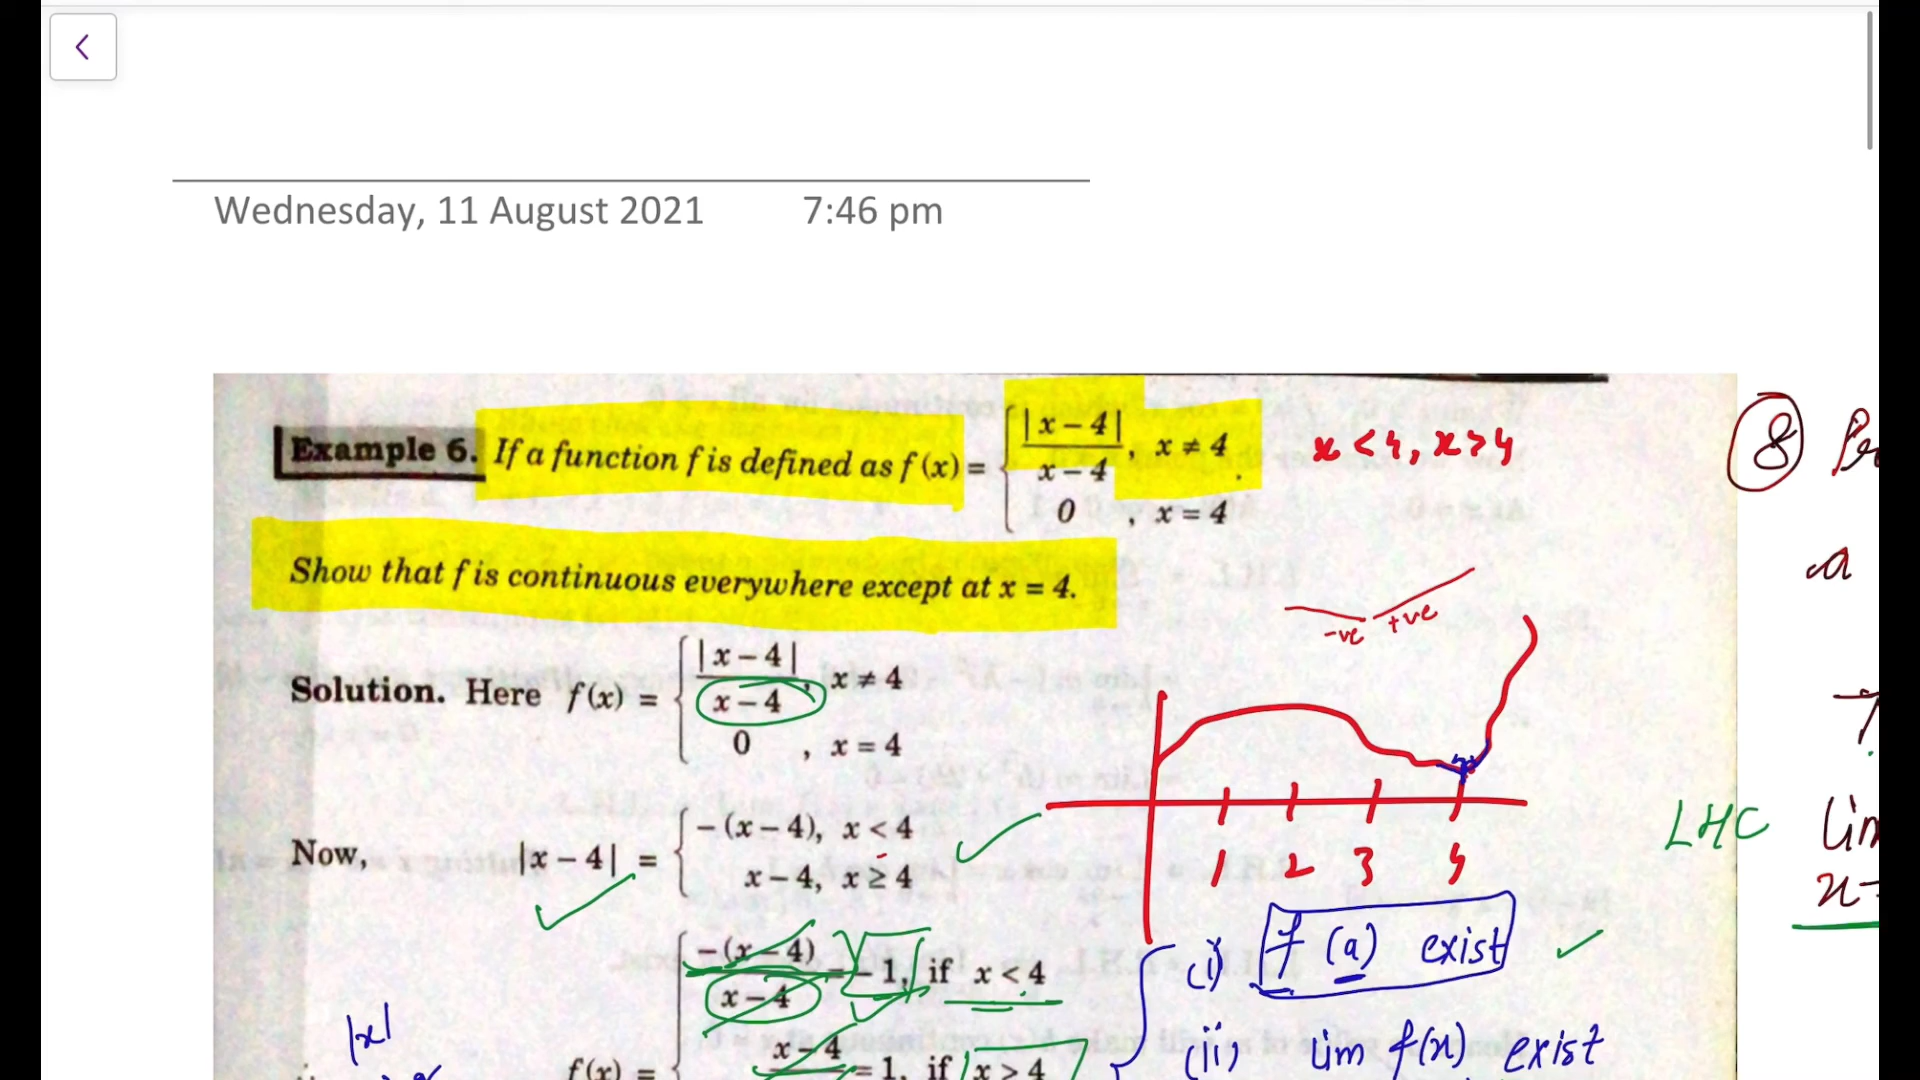 Wednesday, 11 August 2021 7:46 pm
Example 6. If a function f is defined as f (x) = { |x – 4| / x – 4 , x ≠ 4
0 , x = 4
x < 4, x > 4
8
Show that f is continuous everywhere except at x = 4.
a
-ve +ve
Solution. Here f(x) = { |x – 4| / x – 4 , x ≠ 4
0 , x = 4
1 2 3 4
LHC lim
Now, |x – 4| = { – (x – 4), x < 4
x – 4, x ≥ 4
(i) f (a) exist
–(x – 4) / x – 4 = – 1, if x < 4
|x|
(ii) lim f(x) exist
f(x) = x – 4 = 1, if x > 4